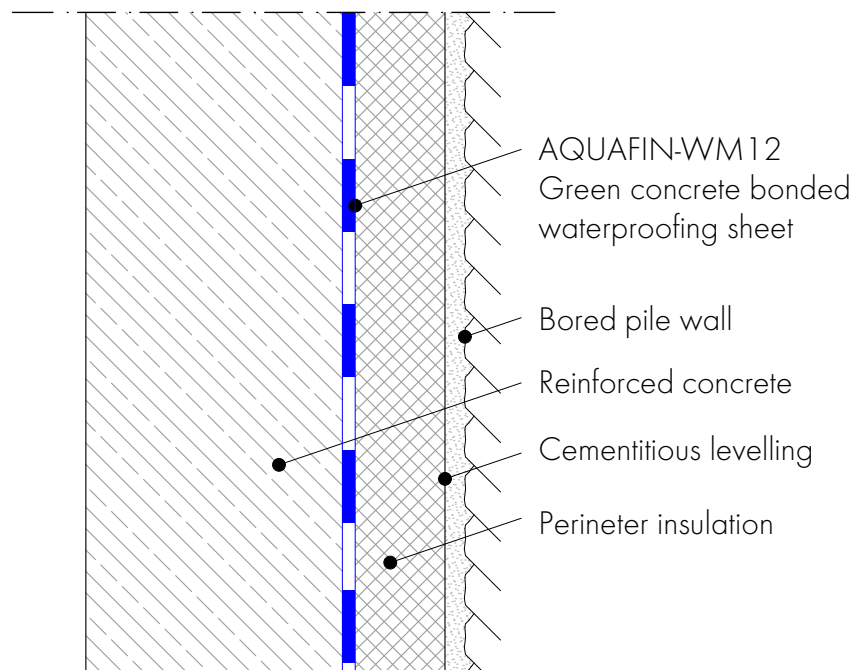 AQUAFIN-WM12
Green concrete bonded
waterproofing sheet
Bored pile wall
Reinforced concrete
Cementitious levelling
Perineter insulation